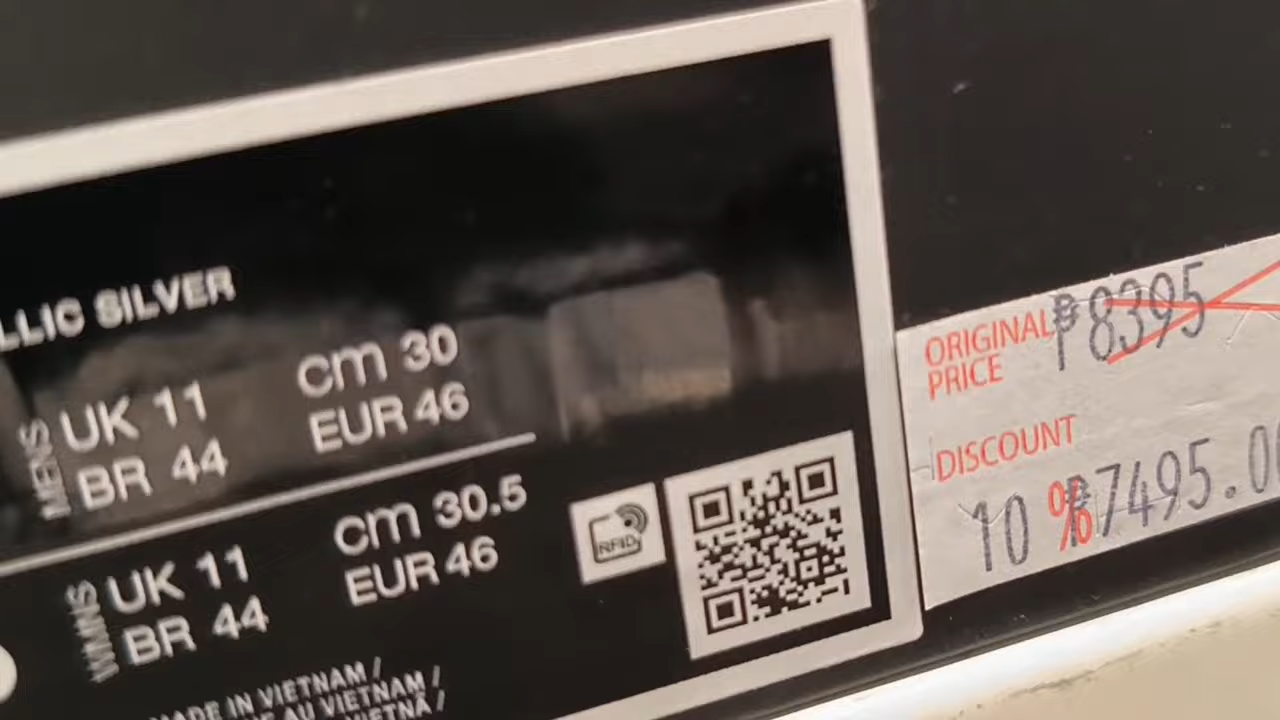 LLIC SILVER
MENS
UK 11
cm 30
BR 44
EUR 46
WMNS
UK 11
cm 30.5
BR 44
EUR 46
RFID
MADE IN VIETNAM /
AU VIETNAM /
VIETNÃ /
ORIGINAL
PRICE
₱8395
DISCOUNT
10 % ₱7495.00